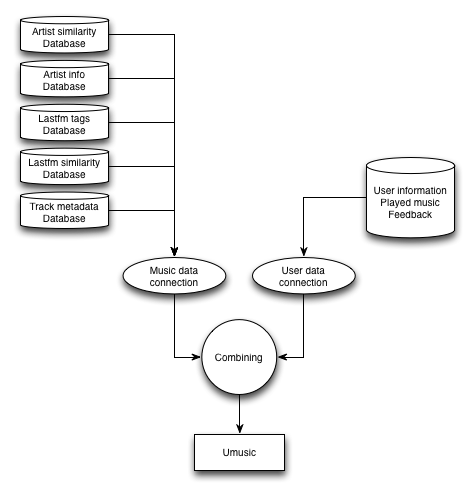 Artist similarity
Database
Artist info
Database
Lastfm tags
Database
Lastfm similarity
Database
Track metadata
Database
User information
Played music
Feedback
Music data
connection
User data
connection
Combining
Umusic